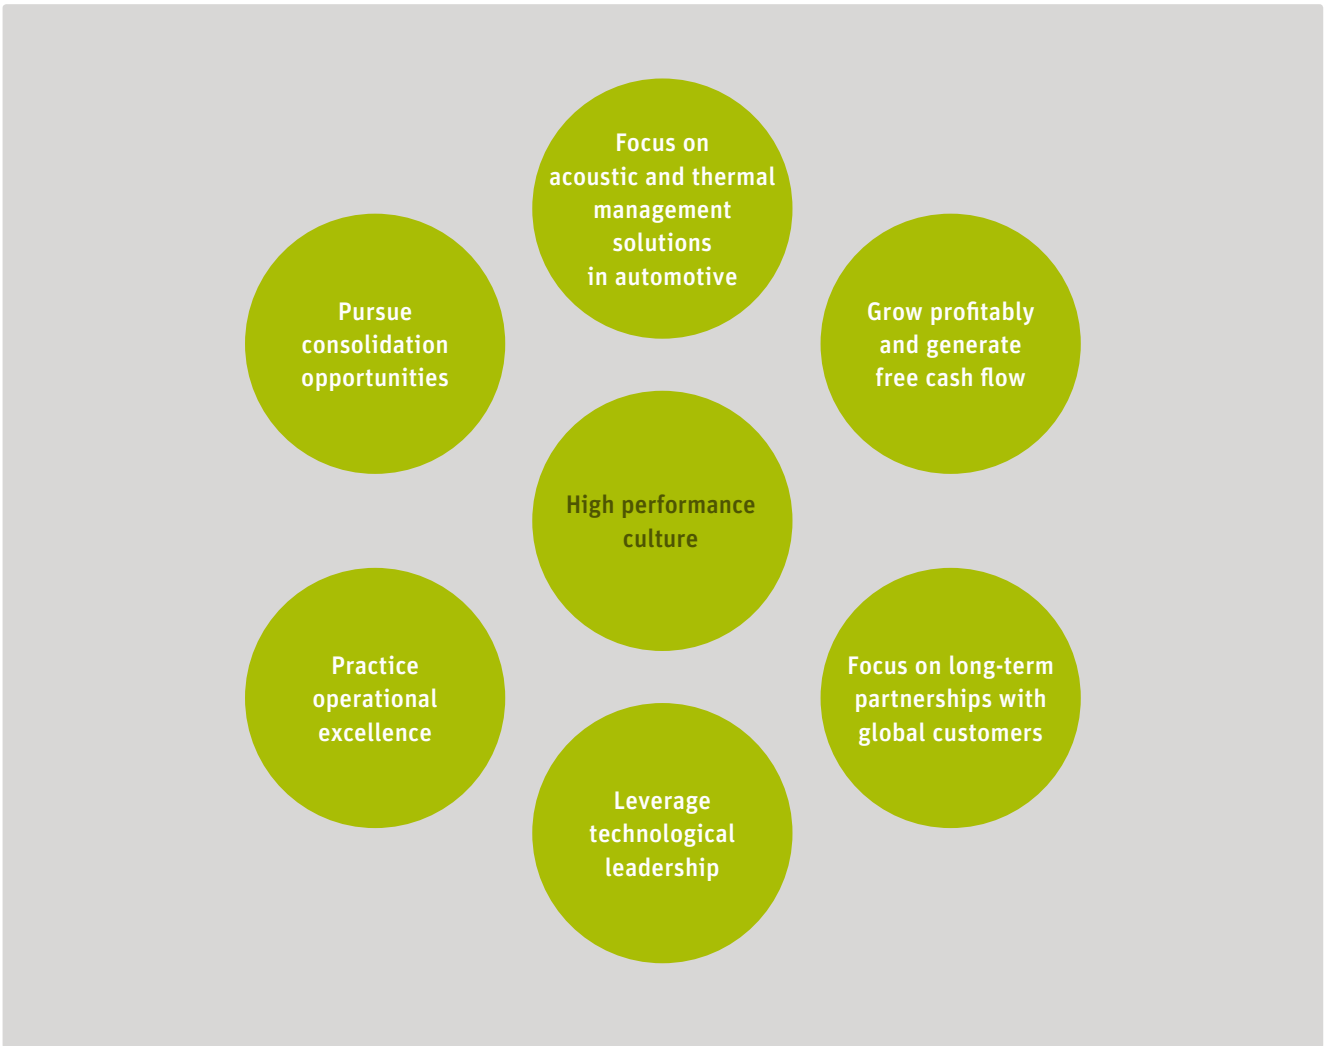 Focus on
acoustic and thermal
management
solutions
in automotive
Pursue
consolidation
opportunities
Grow profitably
and generate
free cash flow
High performance
culture
Practice
operational
excellence
Focus on long-term
partnerships with
global customers
Leverage
technological
leadership